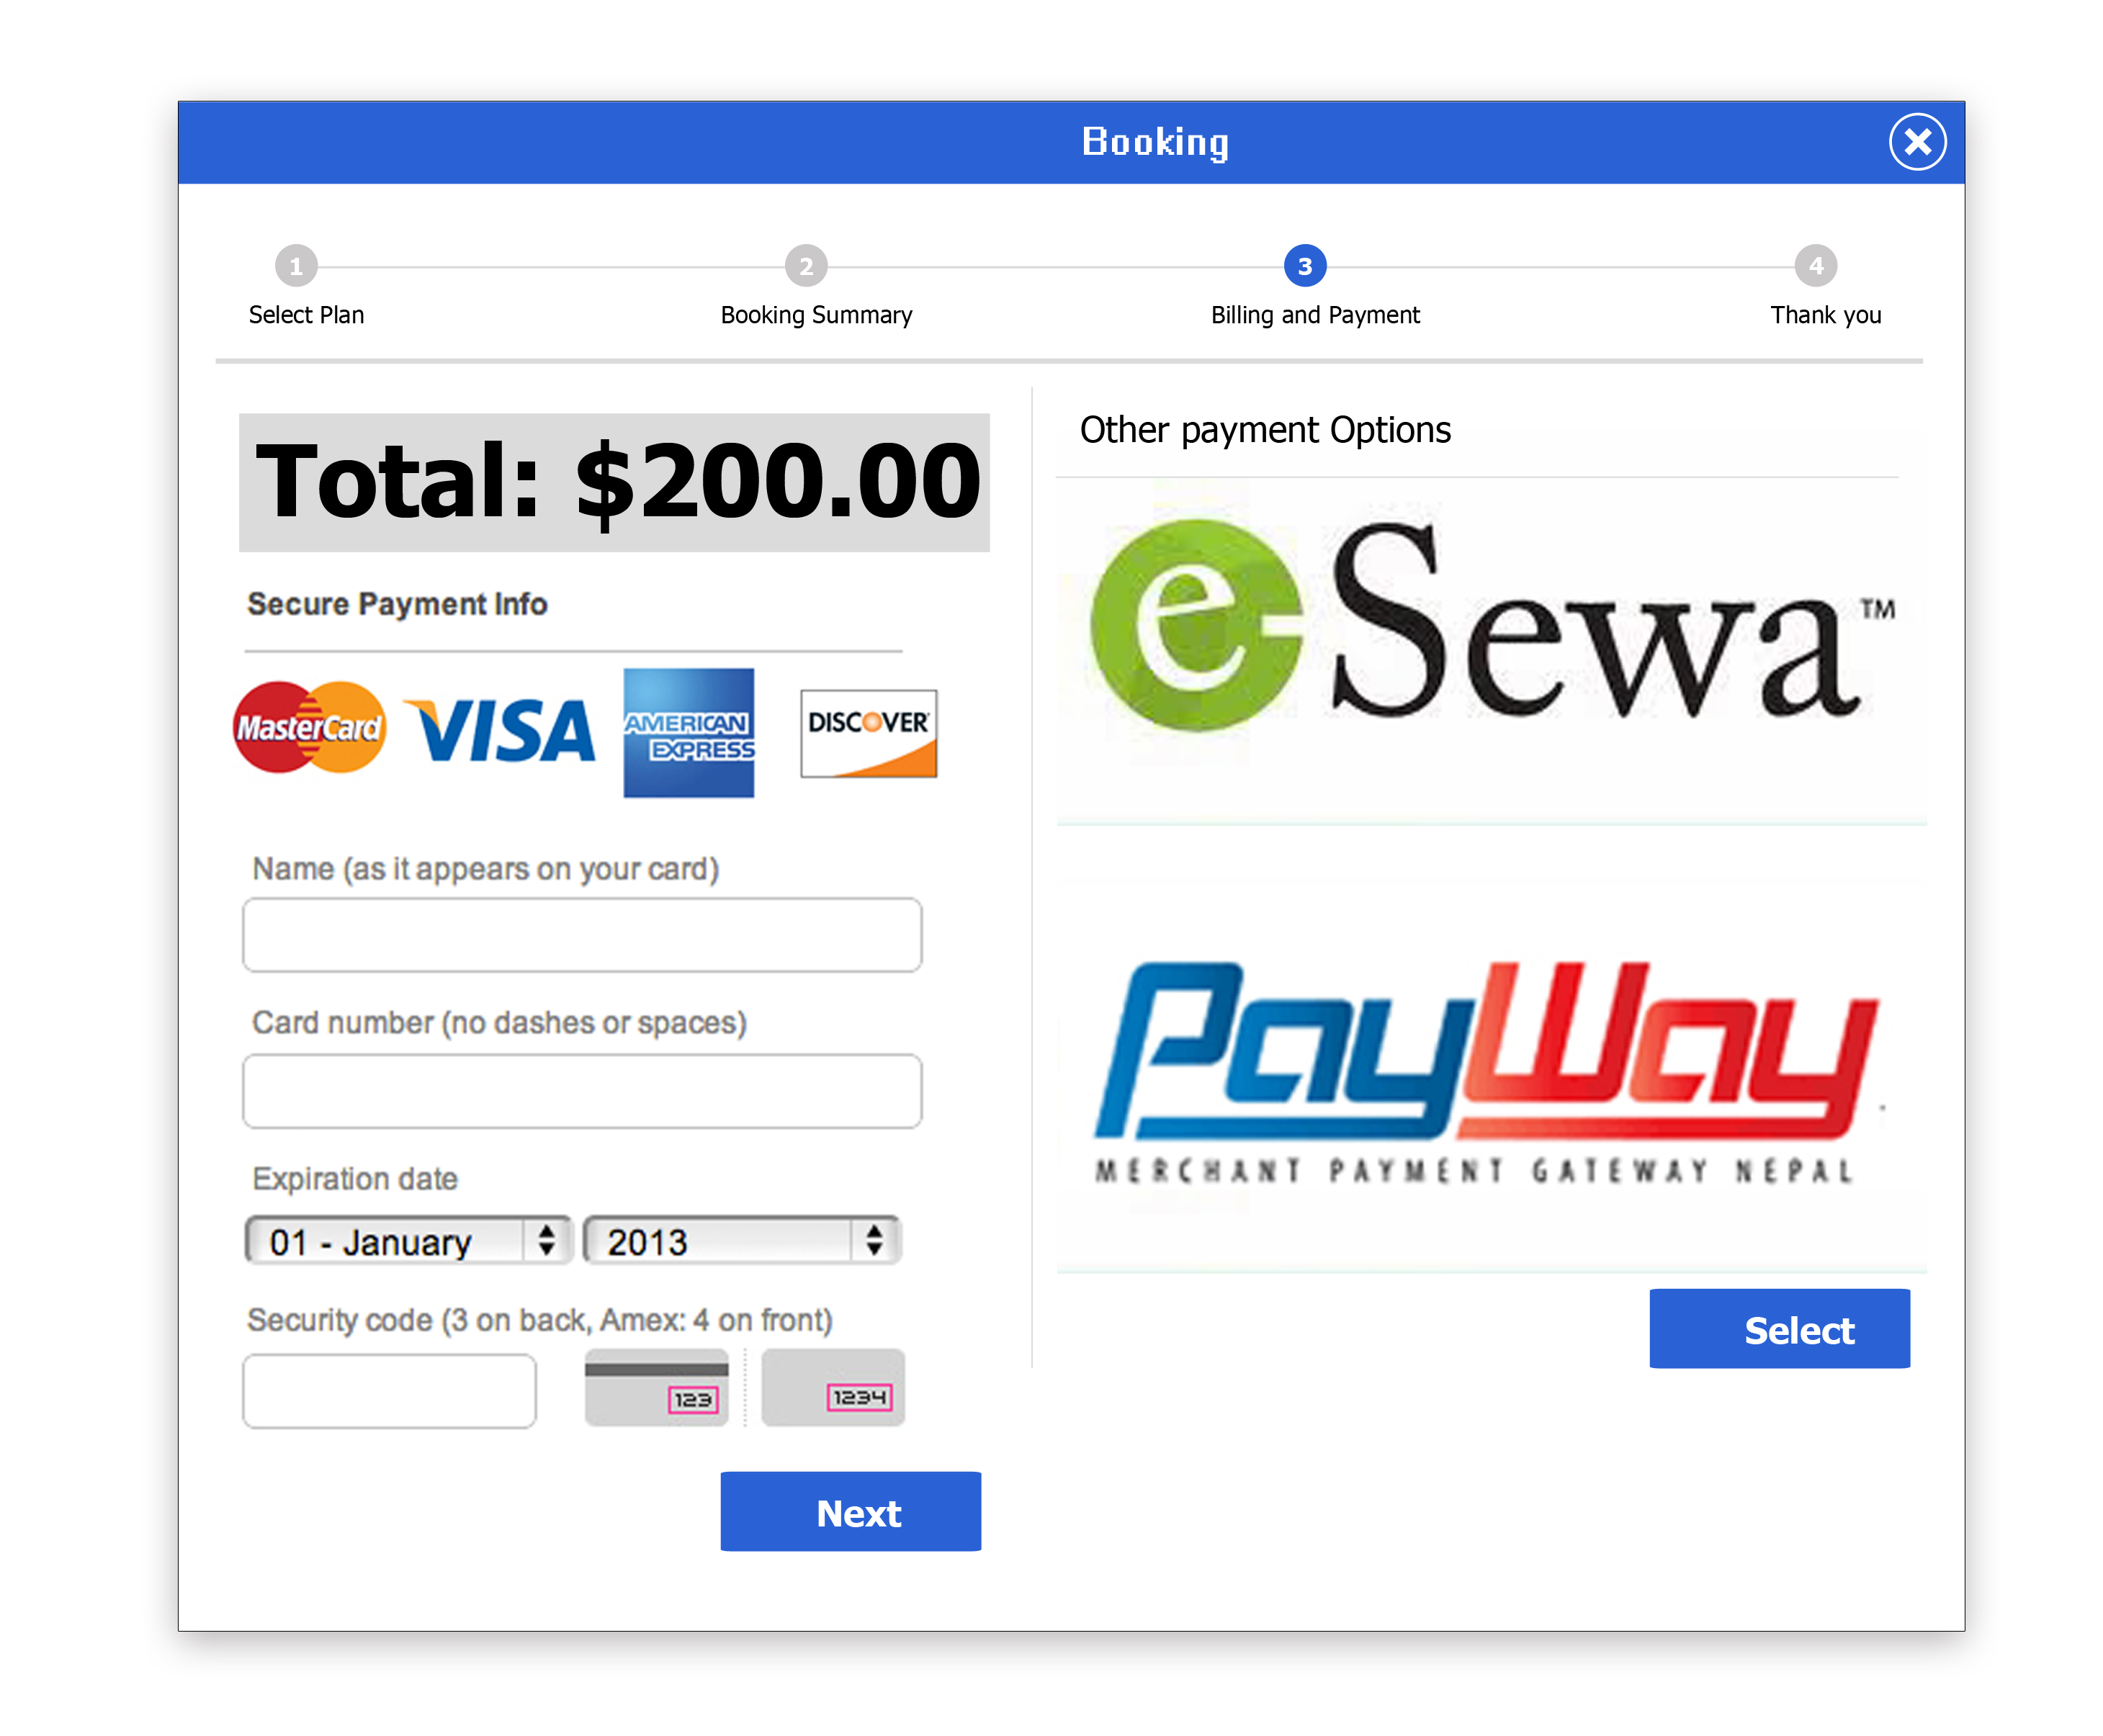 Booking
1 2 3 4
Select Plan Booking Summary Billing and Payment Thank you
Total: $200.00
Secure Payment Info
MasterCard VISA AMERICAN EXPRESS DISCOVER
Name (as it appears on your card)
Card number (no dashes or spaces)
Expiration date
01 - January 2013
Security code (3 on back, Amex: 4 on front)
123 1234
Next
Other payment Options
e-Sewa™
PayWay
MERCHANT PAYMENT GATEWAY NEPAL
Select